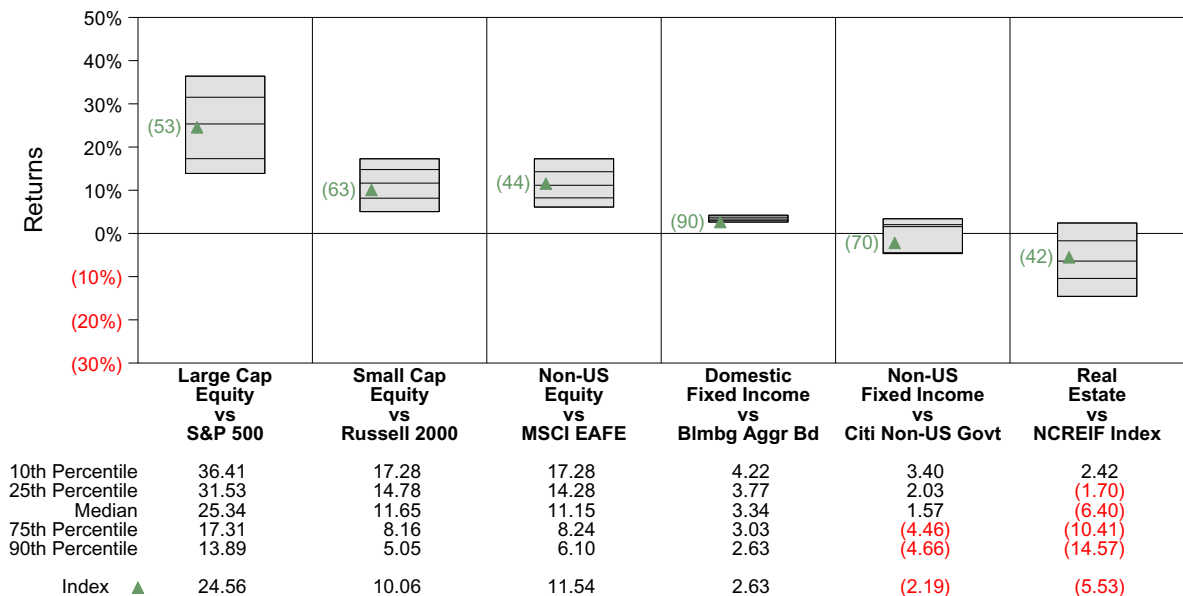 50%
40%
30%
20%
10%
0%
(10%)
(20%)
(30%)
Returns
(53)
(63)
(44)
(90)
(70)
(42)
Large Cap Small Cap Non-US Domestic Non-US Real
Equity Equity Equity Fixed Income Fixed Income Estate
vs vs vs vs vs vs
S&P 500 Russell 2000 MSCI EAFE Blmbg Aggr Bd Citi Non-US Govt NCREIF Index
10th Percentile 36.41 17.28 17.28 4.22 3.40 2.42
25th Percentile 31.53 14.78 14.28 3.77 2.03 (1.70)
Median 25.34 11.65 11.15 3.34 1.57 (6.40)
75th Percentile 17.31 8.16 8.24 3.03 (4.46) (10.41)
90th Percentile 13.89 5.05 6.10 2.63 (4.66) (14.57)
Index 24.56 10.06 11.54 2.63 (2.19) (5.53)